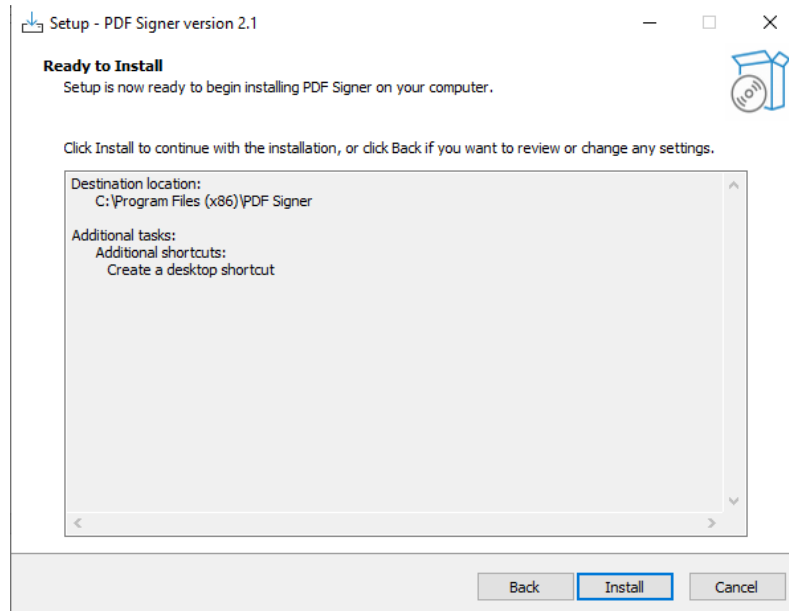 Setup - PDF Signer version 2.1
Ready to Install
Setup is now ready to begin installing PDF Signer on your computer.
Click Install to continue with the installation, or click Back if you want to review or change any settings.
Destination location:
C:\Program Files (x86)\PDF Signer
Additional tasks:
Additional shortcuts:
Create a desktop shortcut
Back
Install
Cancel